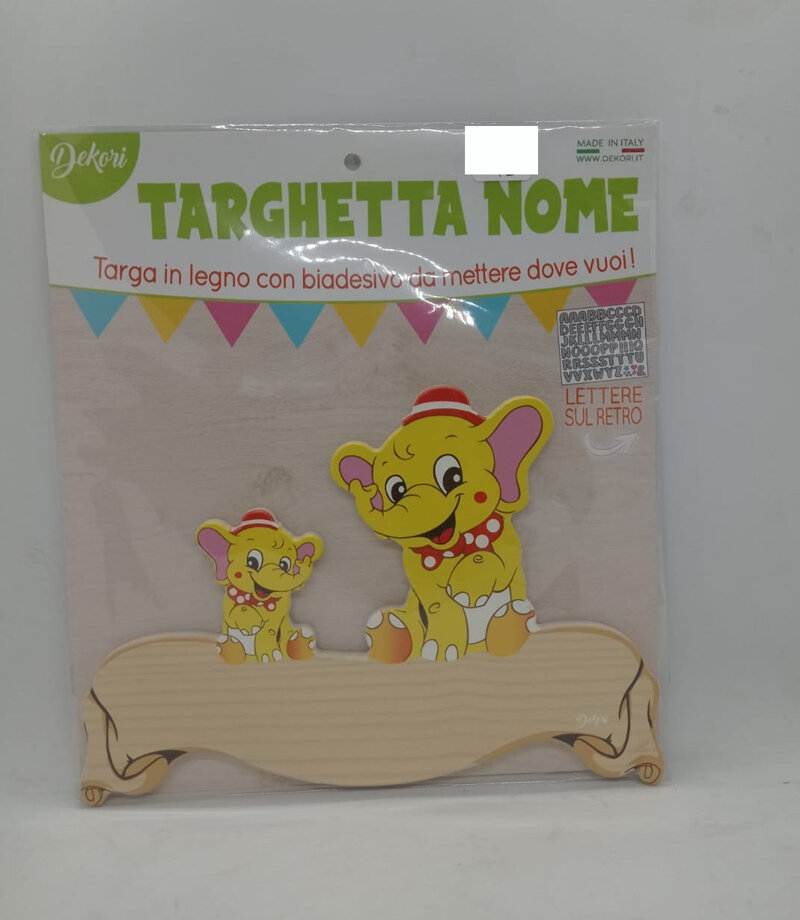 Dekori
MADE IN ITALY
WWW.DEKORI.IT
TARGHETTA NOME
Targa in legno con biadesivo da mettere dove vuoi!
LETTERE
SUL RETRO
Dekori